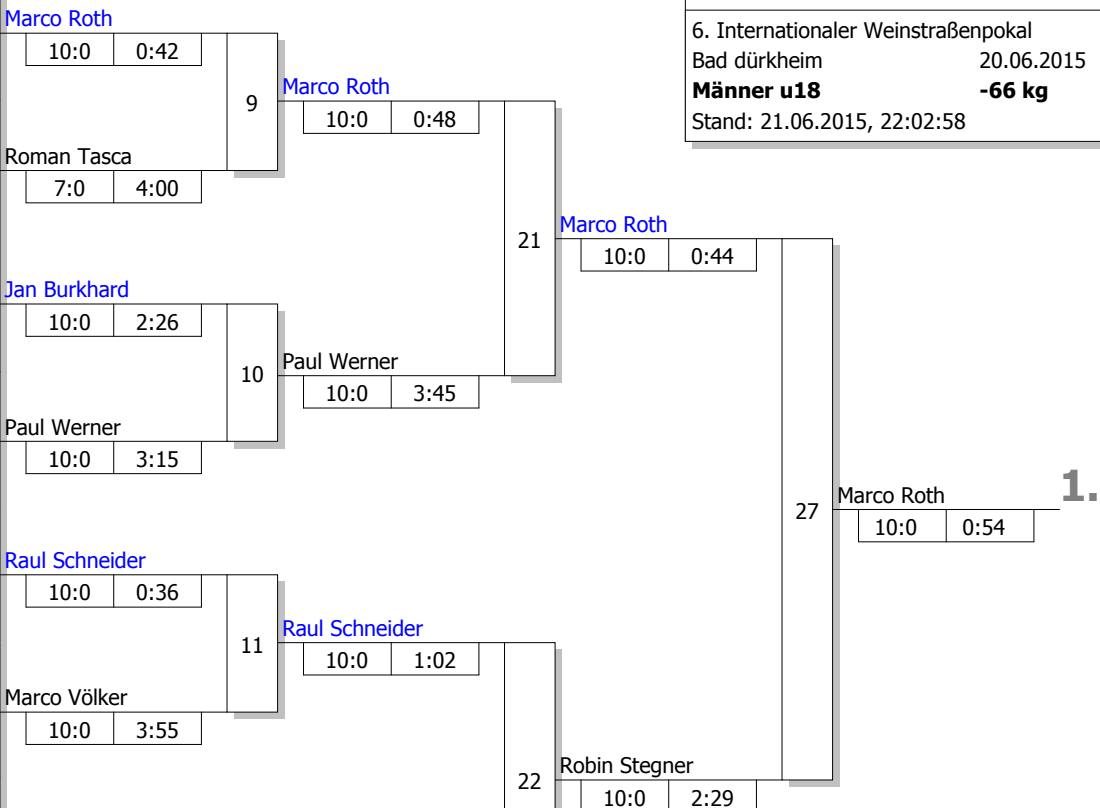 Marco Roth
10:0 0:42
6. Internationaler Weinstraßenpokal
Bad dürkheim 20.06.2015
Männer u18 -66 kg
Stand: 21.06.2015, 22:02:58
9
Marco Roth
10:0 0:48
Roman Tasca
7:0 4:00
21
Marco Roth
10:0 0:44
Jan Burkhard
10:0 2:26
10
Paul Werner
10:0 3:45
Paul Werner
10:0 3:15
27
Marco Roth 1.
10:0 0:54
Raul Schneider
10:0 0:36
11
Raul Schneider
10:0 1:02
Marco Völker
10:0 3:55
22
Robin Stegner
10:0 2:29